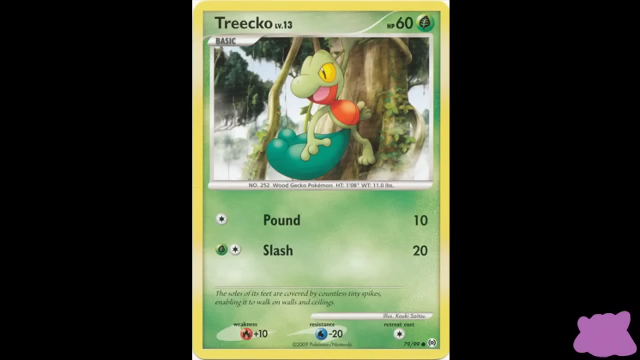 Treecko LV.13 HP 60
BASIC
NO. 252 Wood Gecko Pokémon HT: 1'08" WT: 11.0 lbs.
Pound 10
Slash 20
The soles of its feet are covered by countless tiny spikes,
enabling it to walk on walls and ceilings.
Illus. Kouki Saitou
weakness resistance retreat cost
+10 -20
©2009 Pokémon/Nintendo 79/99